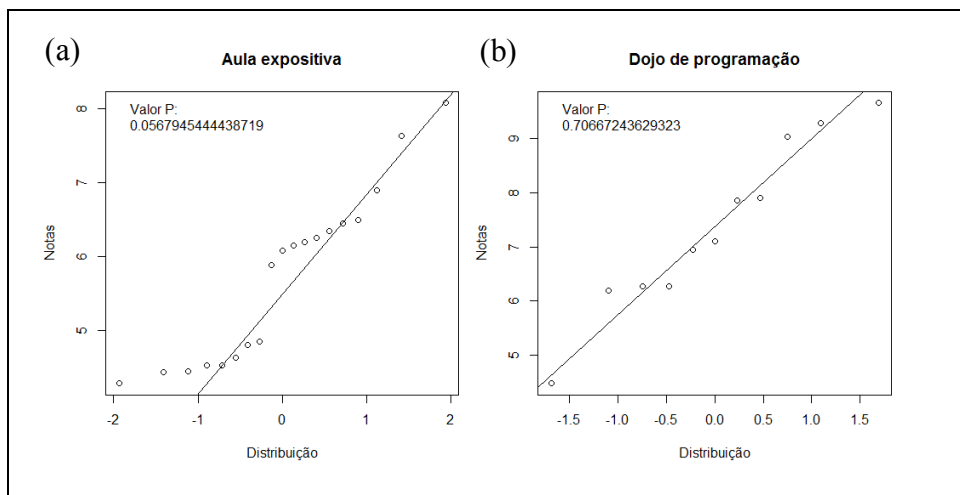 (a)
Aula expositiva
Valor P:
0.0567945444438719
8
7
6
5
Notas
-2 -1 0 1 2
Distribuição
(b)
Dojo de programação
Valor P:
0.70667243629323
9
8
7
6
5
Notas
-1.5 -1.0 -0.5 0.0 0.5 1.0 1.5
Distribuição